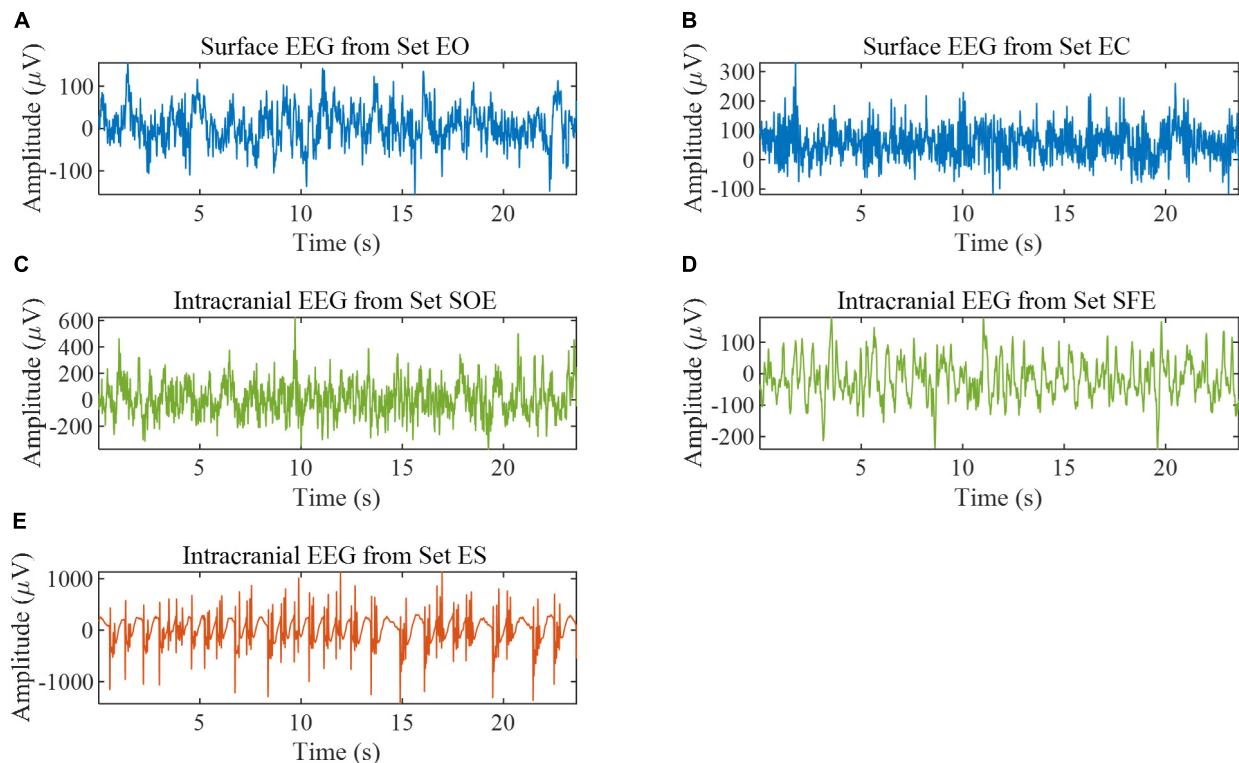 A
Surface EEG from Set EO
Amplitude (μV)
100
0
-100
5
10
15
20
Time (s)
B
Surface EEG from Set EC
Amplitude (μV)
300
200
100
0
-100
5
10
15
20
Time (s)
C
Intracranial EEG from Set SOE
Amplitude (μV)
600
400
200
0
-200
5
10
15
20
Time (s)
D
Intracranial EEG from Set SFE
Amplitude (μV)
100
0
-100
-200
5
10
15
20
Time (s)
E
Intracranial EEG from Set ES
Amplitude (μV)
1000
0
-1000
5
10
15
20
Time (s)